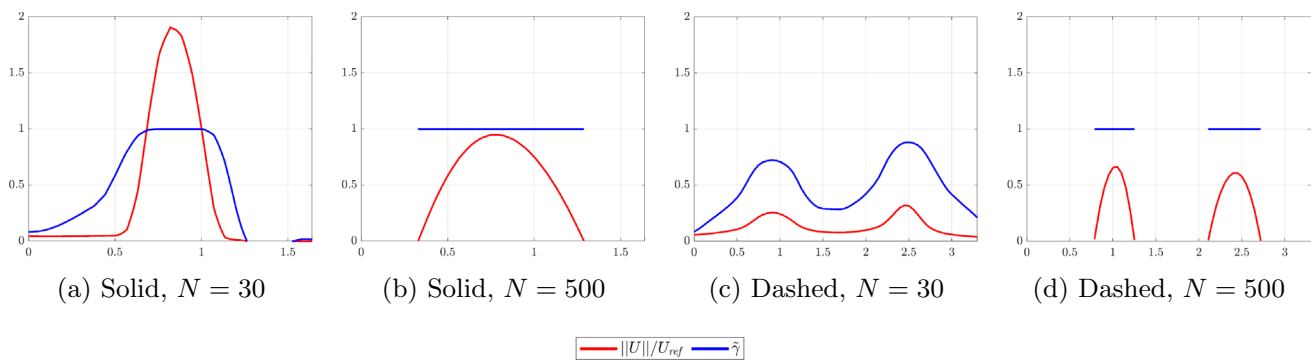 2
1.5
1
0.5
0
0 0.5 1 1.5
2
1.5
1
0.5
0
0 0.5 1 1.5
2
1.5
1
0.5
0
0 0.5 1 1.5 2 2.5 3
2
1.5
1
0.5
0
0 0.5 1 1.5 2 2.5 3
(a) Solid, N = 30
(b) Solid, N = 500
(c) Dashed, N = 30
(d) Dashed, N = 500
||U||/U_ref γ̃